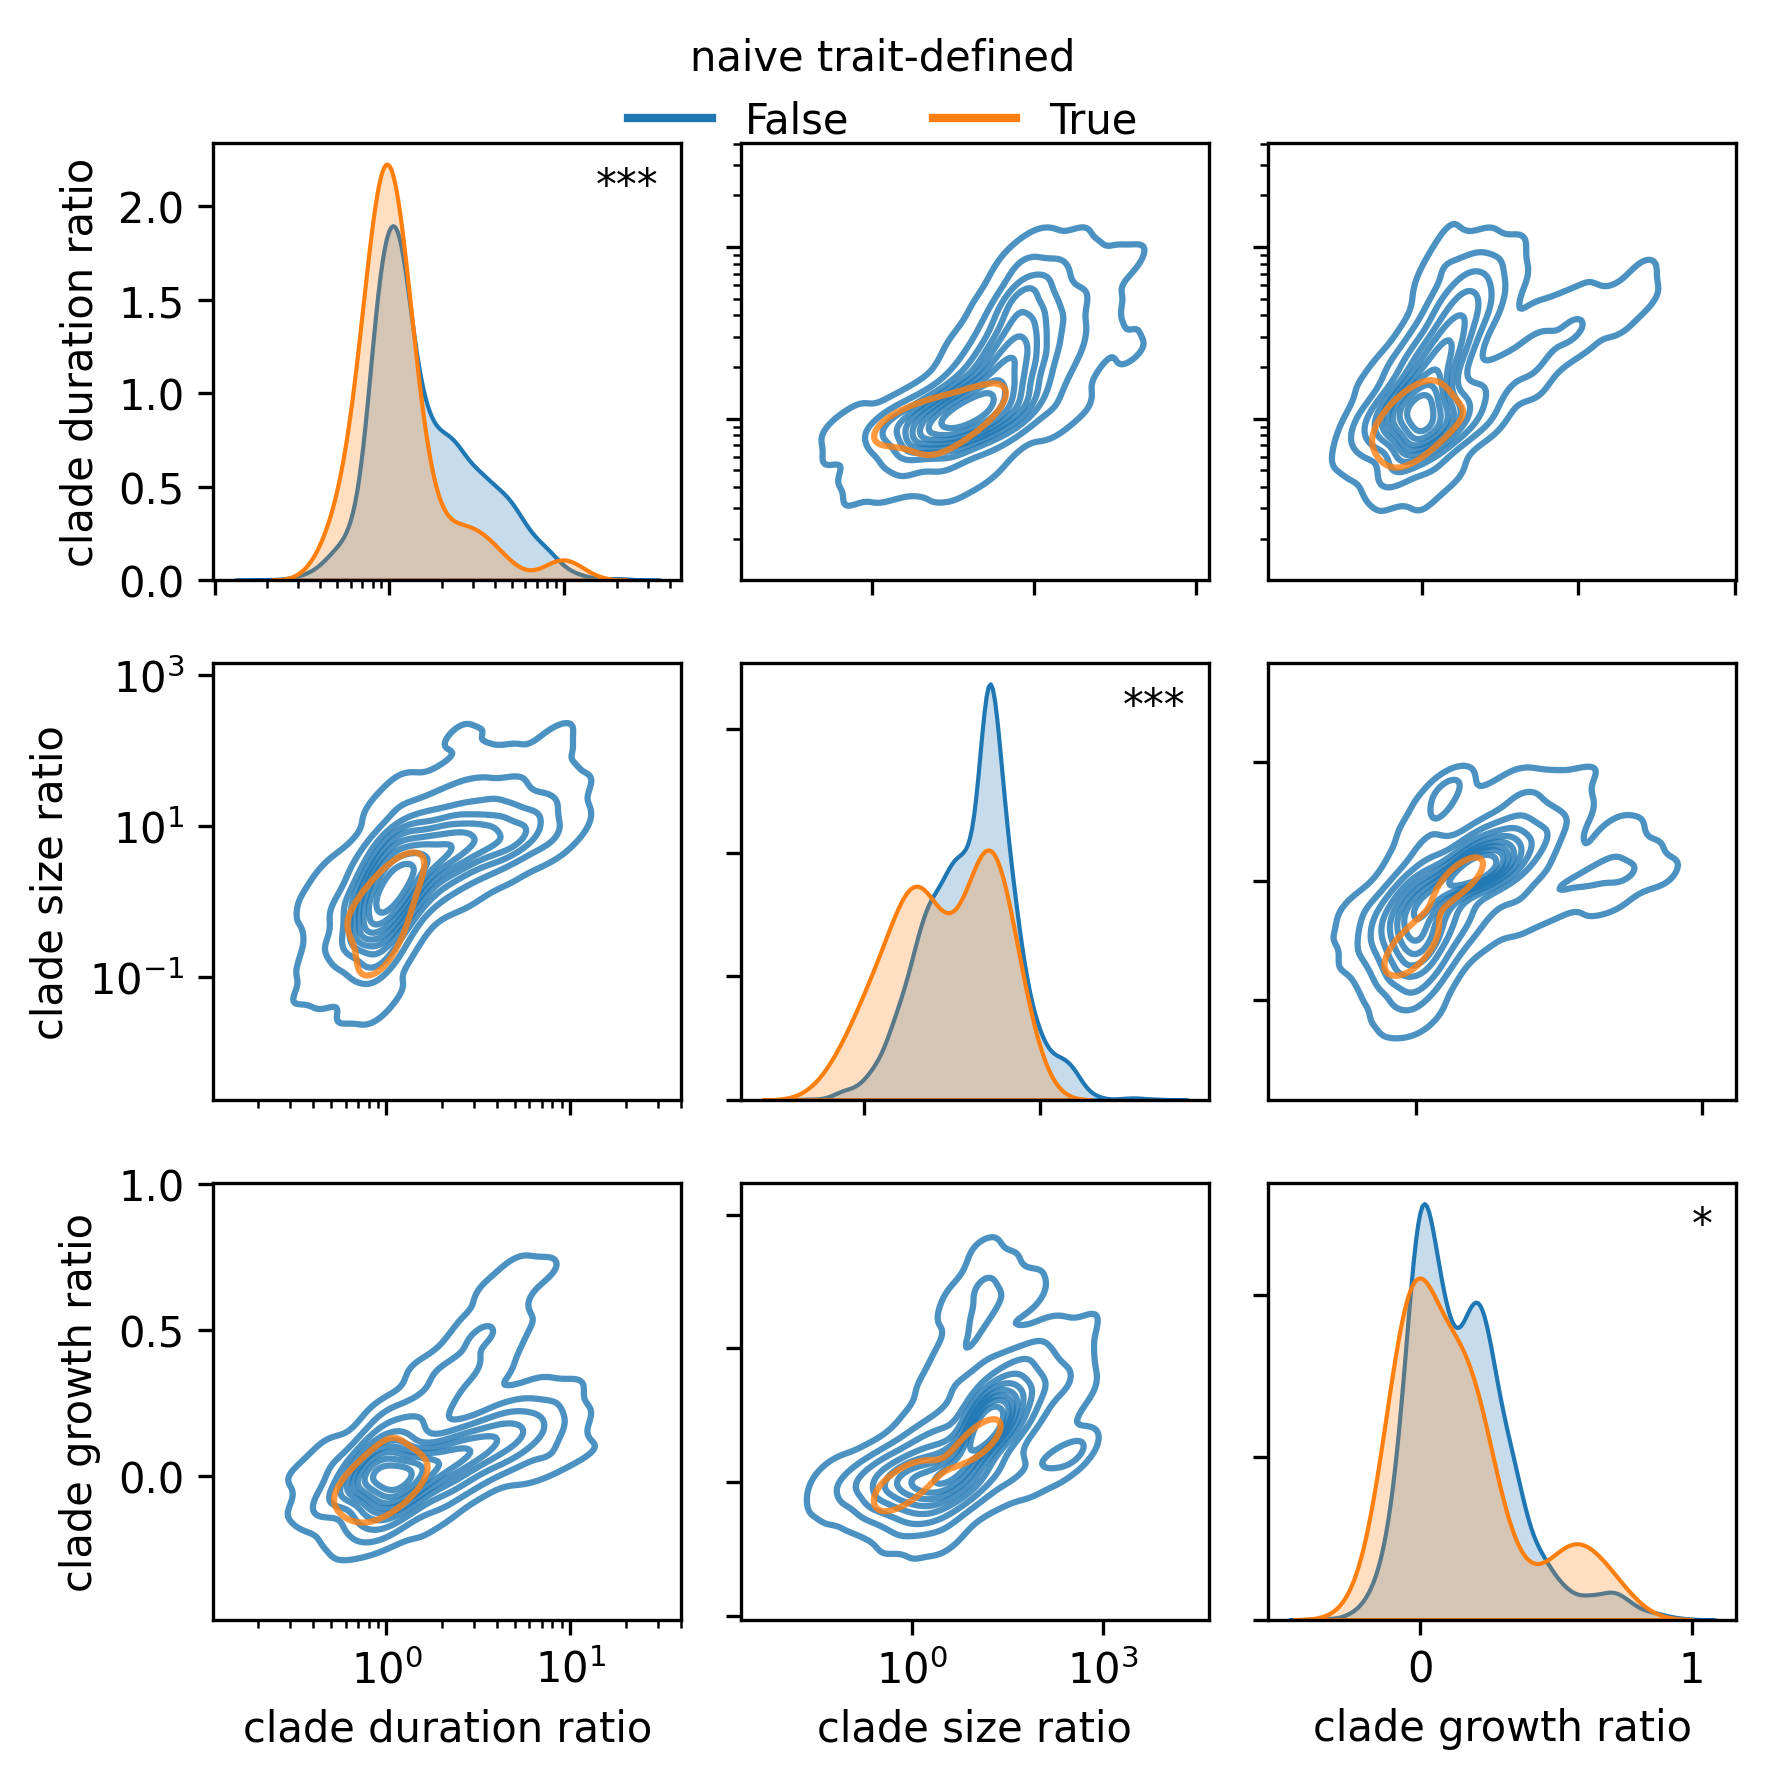 naive trait-defined
False True
clade duration ratio
2.0
1.5
1.0
0.5
0.0
***
clade size ratio
10³
10¹
10⁻¹
***
clade growth ratio
1.0
0.5
0.0
*
10⁰ 10¹
10⁰ 10³
0 1
clade duration ratio
clade size ratio
clade growth ratio